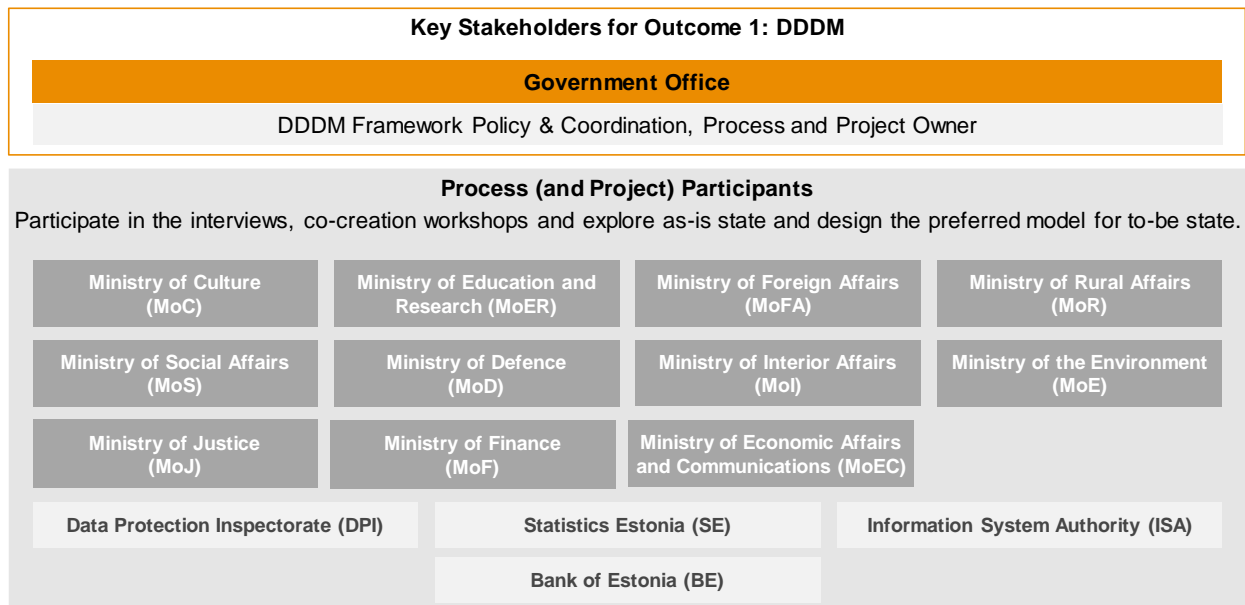 Key Stakeholders for Outcome 1: DDDM
Government Office
DDDM Framework Policy & Coordination, Process and Project Owner
Process (and Project) Participants
Participate in the interviews, co-creation workshops and explore as-is state and design the preferred model for to-be state.
Ministry of Culture
(MoC)
Ministry of Education and
Research (MoER)
Ministry of Foreign Affairs
(MoFA)
Ministry of Rural Affairs
(MoR)
Ministry of Social Affairs
(MoS)
Ministry of Defence
(MoD)
Ministry of Interior Affairs
(MoI)
Ministry of the Environment
(MoE)
Ministry of Justice
(MoJ)
Ministry of Finance
(MoF)
Ministry of Economic Affairs
and Communications (MoEC)
Data Protection Inspectorate (DPI)
Statistics Estonia (SE)
Information System Authority (ISA)
Bank of Estonia (BE)